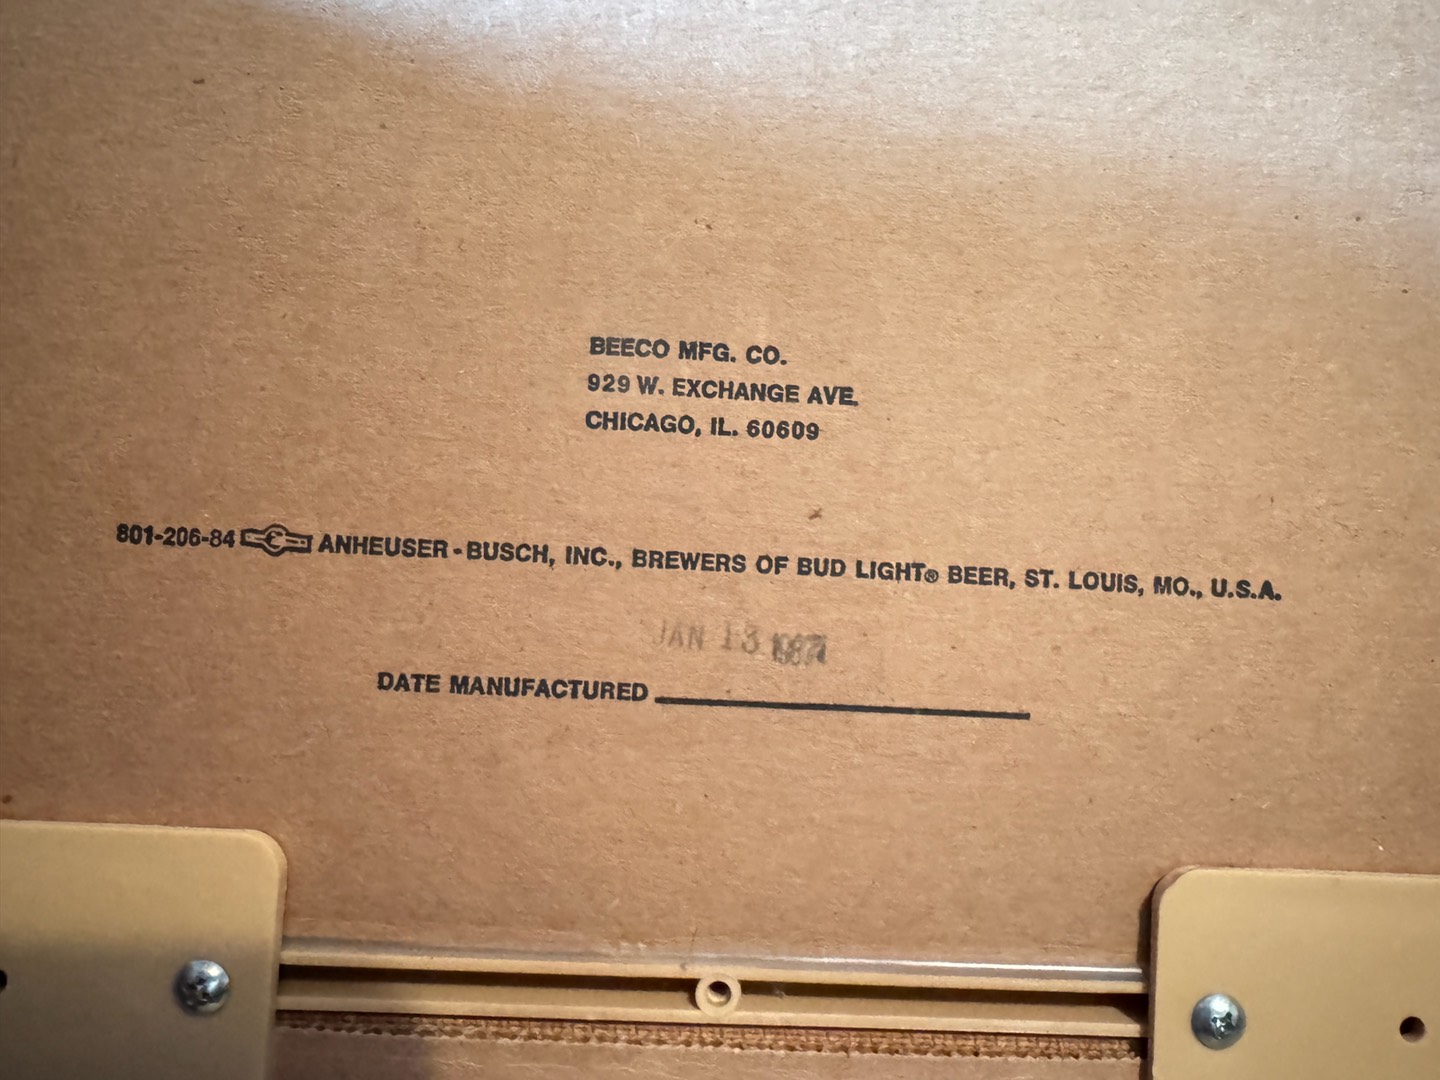 BEECO MFG. CO.
929 W. EXCHANGE AVE.
CHICAGO, IL. 60609
801-206-84 ANHEUSER-BUSCH, INC., BREWERS OF BUD LIGHT® BEER, ST. LOUIS, MO., U.S.A.
JAN 13 1987
DATE MANUFACTURED